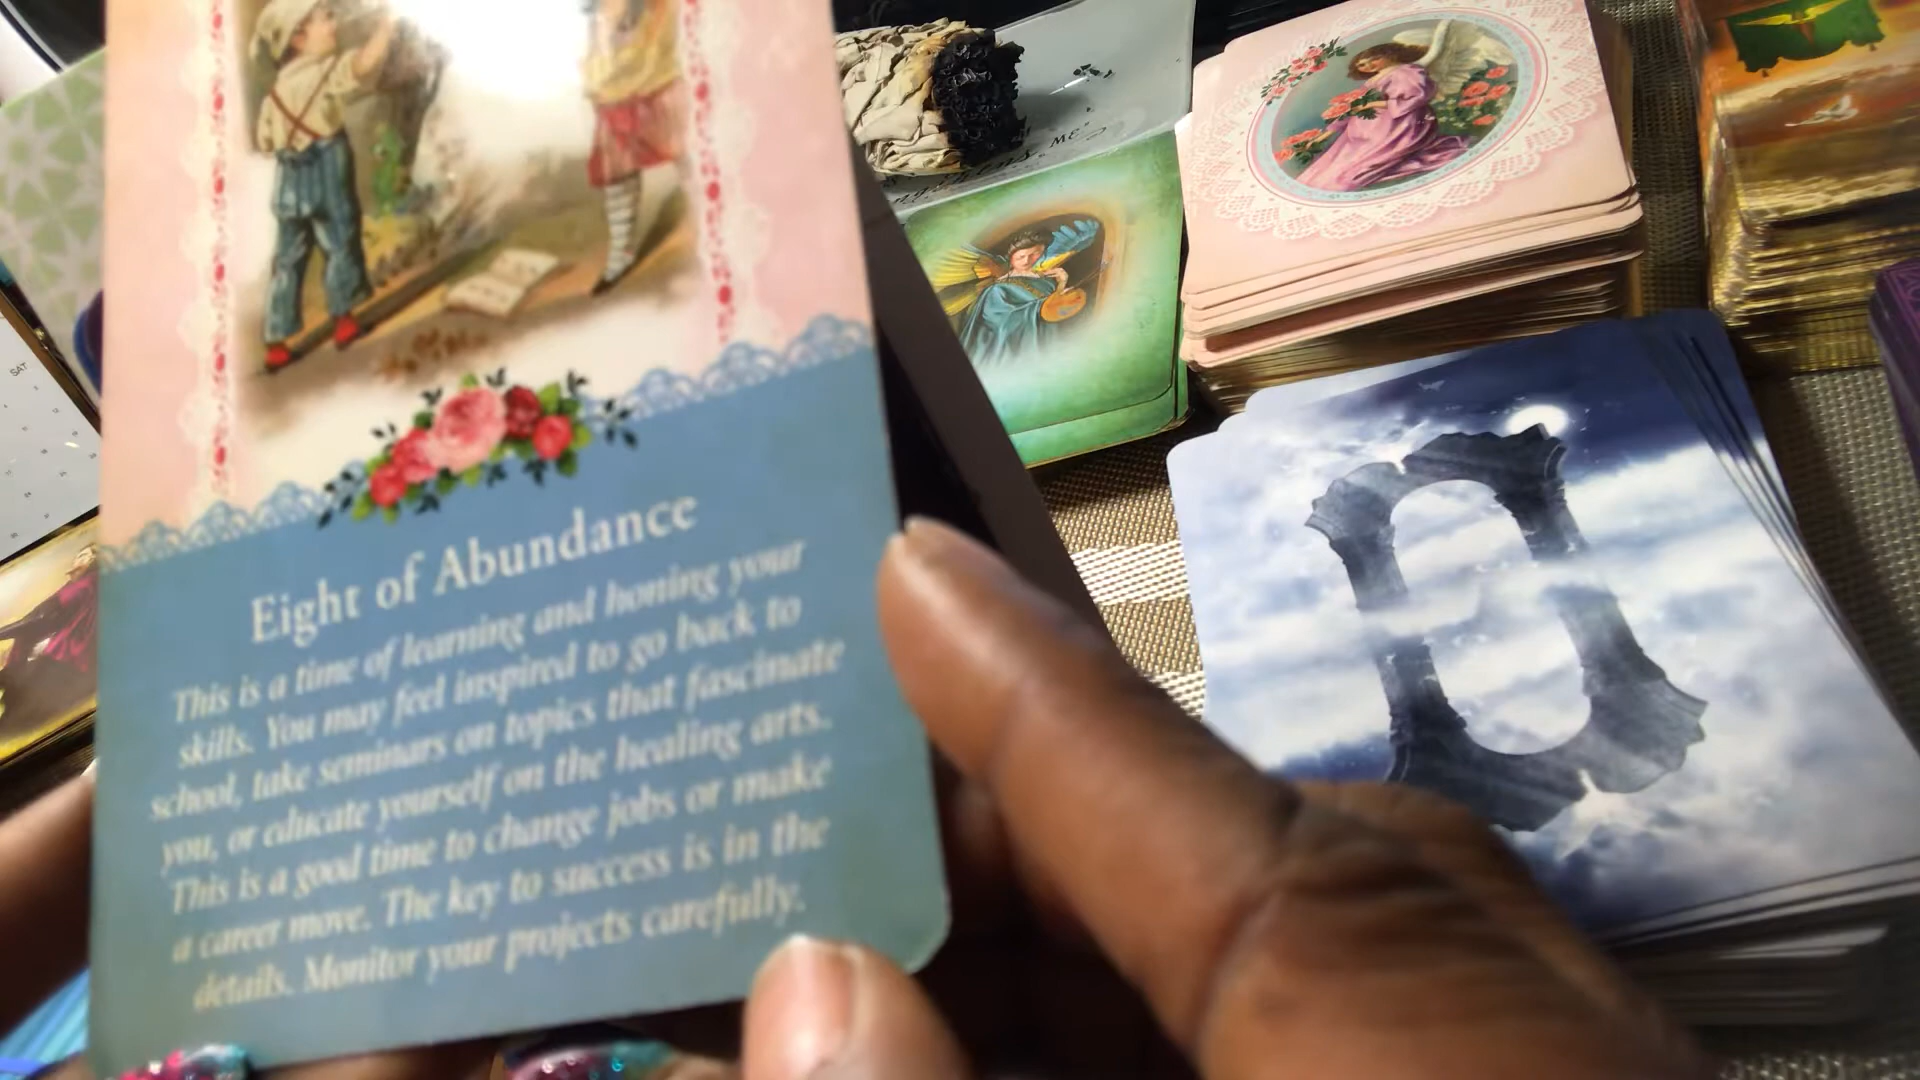 Eight of Abundance
This is a time of learning and honing your
skills. You may feel inspired to go back to
school, take seminars on topics that fascinate
you, or educate yourself on the healing arts.
This is a good time to change jobs or make
a career move. The key to success is in the
details. Monitor your projects carefully.
SAT